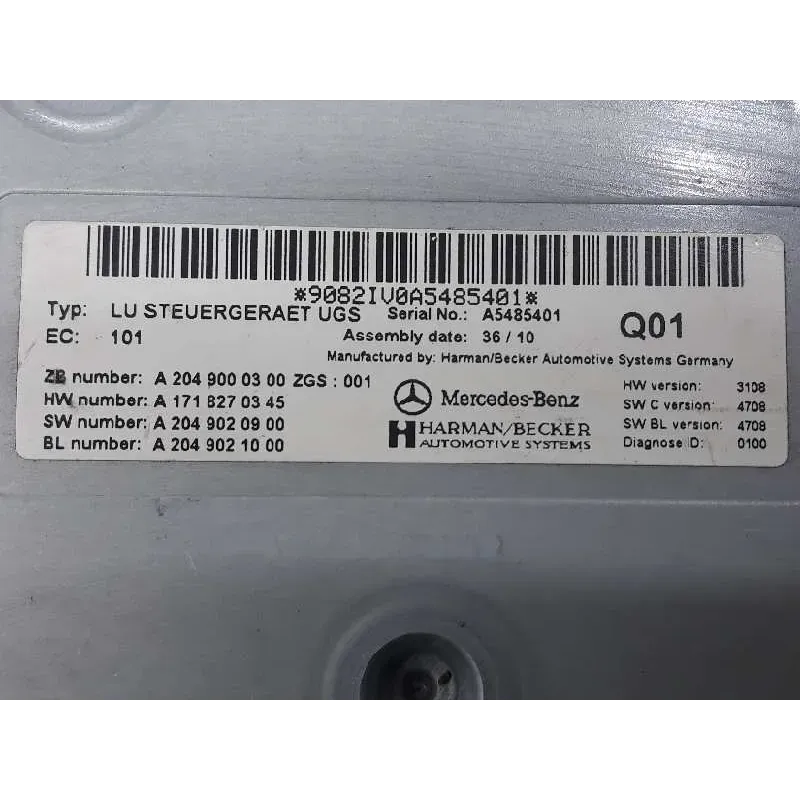 *9082IV0A5485401*
Typ: LU STEUERGERAET UGS Serial No.: A5485401
EC: 101 Assembly date: 36 / 10 Q01
Manufactured by: Harman/Becker Automotive Systems Germany
ZB number: A 204 900 03 00 ZGS : 001
HW number: A 171 827 03 45
SW number: A 204 902 09 00
BL number: A 204 902 10 00
Mercedes-Benz
HARMAN/BECKER
AUTOMOTIVE SYSTEMS
HW version: 3108
SW C version: 4708
SW BL version: 4708
Diagnose ID: 0100